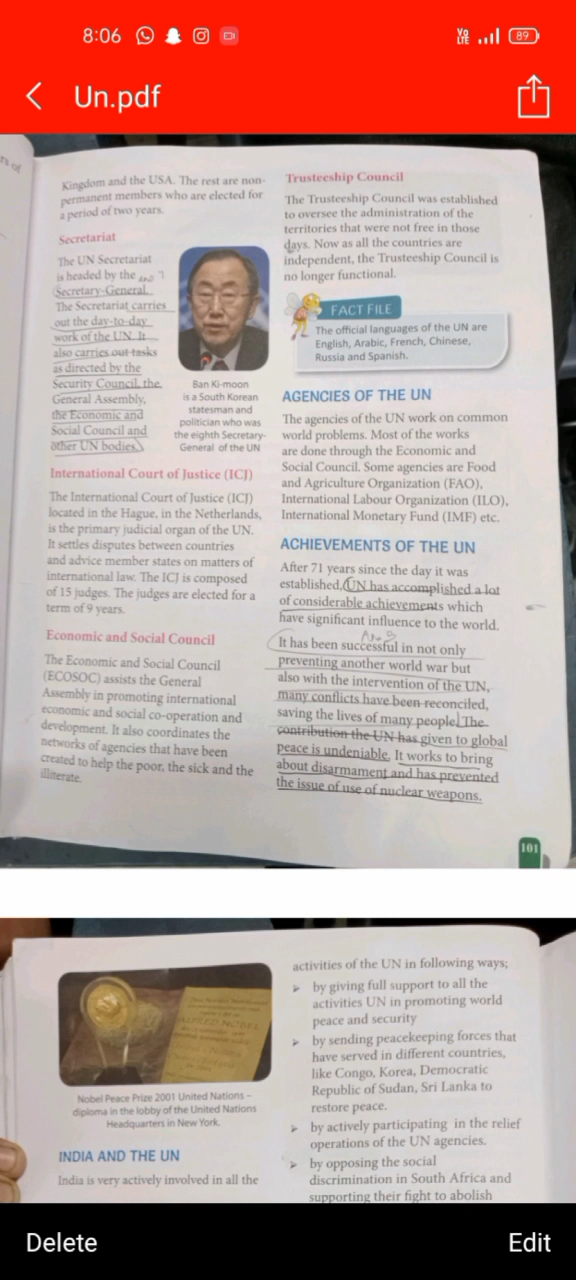 8:06
VoLTE
89
Un.pdf
Kingdom and the USA. The rest are non-
permanent members who are elected for
a period of two years.
Secretariat
The UN Secretariat
is headed by the
Secretary-General.
The Secretariat carries
out the day-to-day
work of the UN. It
also carries out tasks
as directed by the
Security Council, the
General Assembly,
the Economic and
Social Council and
other UN bodies.
Ban Ki-moon
is a South Korean
statesman and
politician who was
the eighth Secretary-
General of the UN
International Court of Justice (ICJ)
The International Court of Justice (ICJ)
located in the Hague, in the Netherlands,
is the primary judicial organ of the UN.
It settles disputes between countries
and advice member states on matters of
international law. The ICJ is composed
of 15 judges. The judges are elected for a
term of 9 years.
Economic and Social Council
The Economic and Social Council
(ECOSOC) assists the General
Assembly in promoting international
economic and social co-operation and
development. It also coordinates the
networks of agencies that have been
created to help the poor, the sick and the
illiterate.
Trusteeship Council
The Trusteeship Council was established
to oversee the administration of the
territories that were not free in those
days. Now as all the countries are
independent, the Trusteeship Council is
no longer functional.
FACT FILE
The official languages of the UN are
English, Arabic, French, Chinese,
Russia and Spanish.
AGENCIES OF THE UN
The agencies of the UN work on common
world problems. Most of the works
are done through the Economic and
Social Council. Some agencies are Food
and Agriculture Organization (FAO),
International Labour Organization (ILO),
International Monetary Fund (IMF) etc.
ACHIEVEMENTS OF THE UN
After 71 years since the day it was
established, UN has accomplished a lot
of considerable achievements which
have significant influence to the world.
Ans
It has been successful in not only
preventing another world war but
also with the intervention of the UN,
many conflicts have been reconciled,
saving the lives of many people. The
contribution the UN has given to global
peace is undeniable. It works to bring
about disarmament and has prevented
the issue of use of nuclear weapons.
101
ALFRED NOBEL
Nobel Peace Prize 2001 United Nations –
diploma in the lobby of the United Nations
Headquarters in New York.
INDIA AND THE UN
India is very actively involved in all the
activities of the UN in following ways;
➢ by giving full support to all the
activities UN in promoting world
peace and security
➢ by sending peacekeeping forces that
have served in different countries,
like Congo, Korea, Democratic
Republic of Sudan, Sri Lanka to
restore peace.
➢ by actively participating in the relief
operations of the UN agencies.
➢ by opposing the social
discrimination in South Africa and
supporting their fight to abolish
Delete
Edit